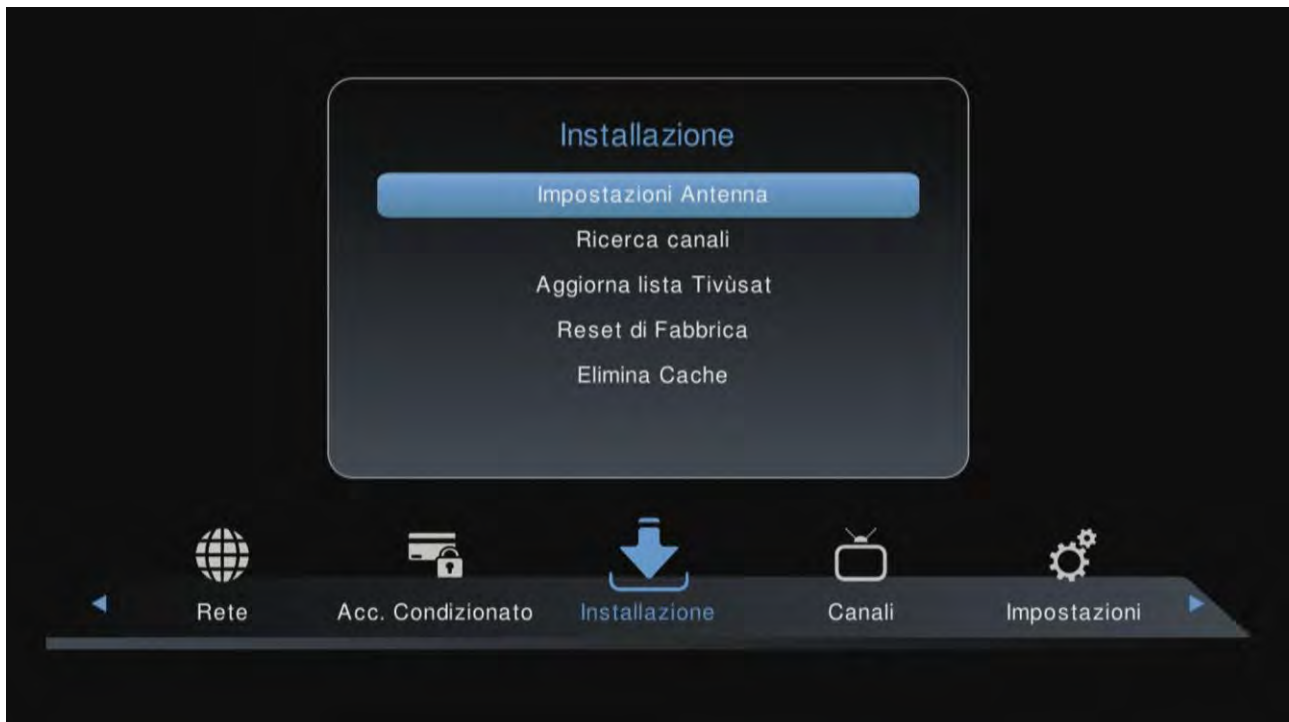 Installazione
Impostazioni Antenna
Ricerca canali
Aggiorna lista Tivùsat
Reset di Fabbrica
Elimina Cache
Rete Acc. Condizionato Installazione Canali Impostazioni